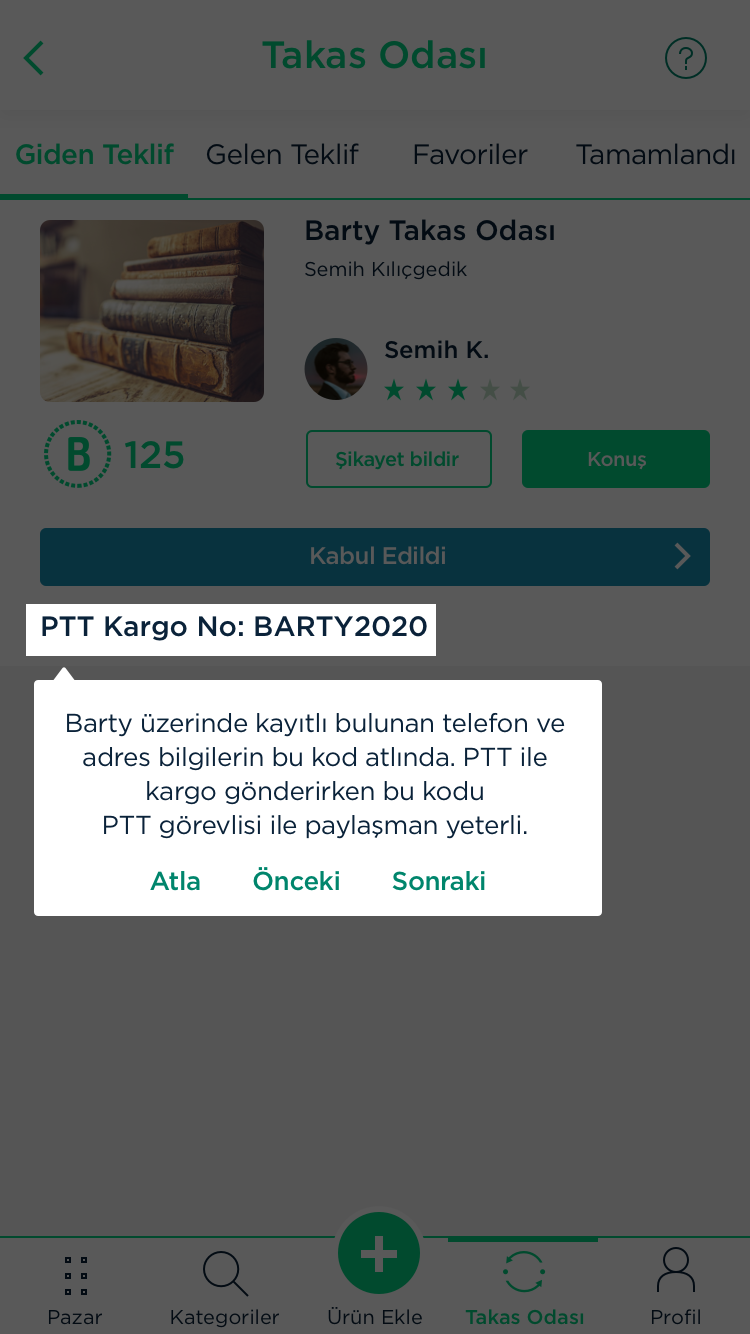 Takas Odası
?
Giden Teklif Gelen Teklif Favoriler Tamamlandı
Barty Takas Odası
Semih Kılıçgedik
Semih K.
B 125
Şikayet bildir Konuş
Kabul Edildi
PTT Kargo No: BARTY2020
Barty üzerinde kayıtlı bulunan telefon ve
adres bilgilerin bu kod atlında. PTT ile
kargo gönderirken bu kodu
PTT görevlisi ile paylaşman yeterli.
Atla Önceki Sonraki
Pazar Kategoriler Ürün Ekle Takas Odası Profil